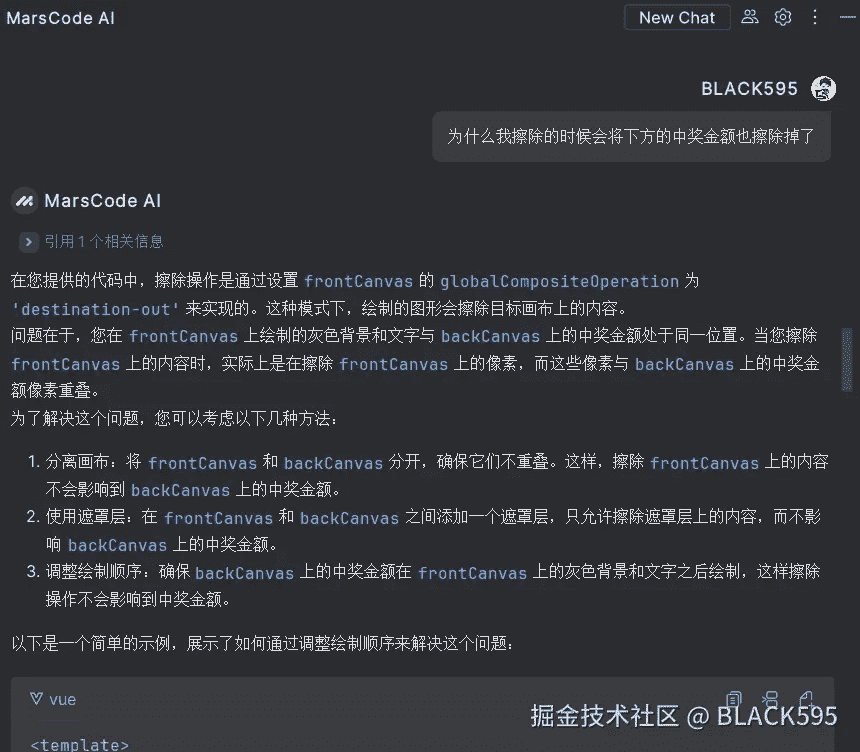 MarsCode AI
New Chat
BLACK595
为什么我擦除的时候会将下方的中奖金额也擦除掉了
MarsCode AI
引用 1 个相关信息
在您提供的代码中，擦除操作是通过设置 frontCanvas 的 globalCompositeOperation 为
'destination-out' 来实现的。这种模式下，绘制的图形会擦除目标画布上的内容。
问题在于，您在 frontCanvas 上绘制的灰色背景和文字与 backCanvas 上的中奖金额处于同一位置。当您擦除
frontCanvas 上的内容时，实际上是在擦除 frontCanvas 上的像素，而这些像素与 backCanvas 上的中奖金
额像素重叠。
为了解决这个问题，您可以考虑以下几种方法：
1. 分离画布：将 frontCanvas 和 backCanvas 分开，确保它们不重叠。这样，擦除 frontCanvas 上的内容
不会影响到 backCanvas 上的中奖金额。
2. 使用遮罩层：在 frontCanvas 和 backCanvas 之间添加一个遮罩层，只允许擦除遮罩层上的内容，而不影
响 backCanvas 上的中奖金额。
3. 调整绘制顺序：确保 backCanvas 上的中奖金额在 frontCanvas 上的灰色背景和文字之后绘制，这样擦除
操作不会影响到中奖金额。
以下是一个简单的示例，展示了如何通过调整绘制顺序来解决这个问题：
vue
<template>
掘金技术社区 @ BLACK595